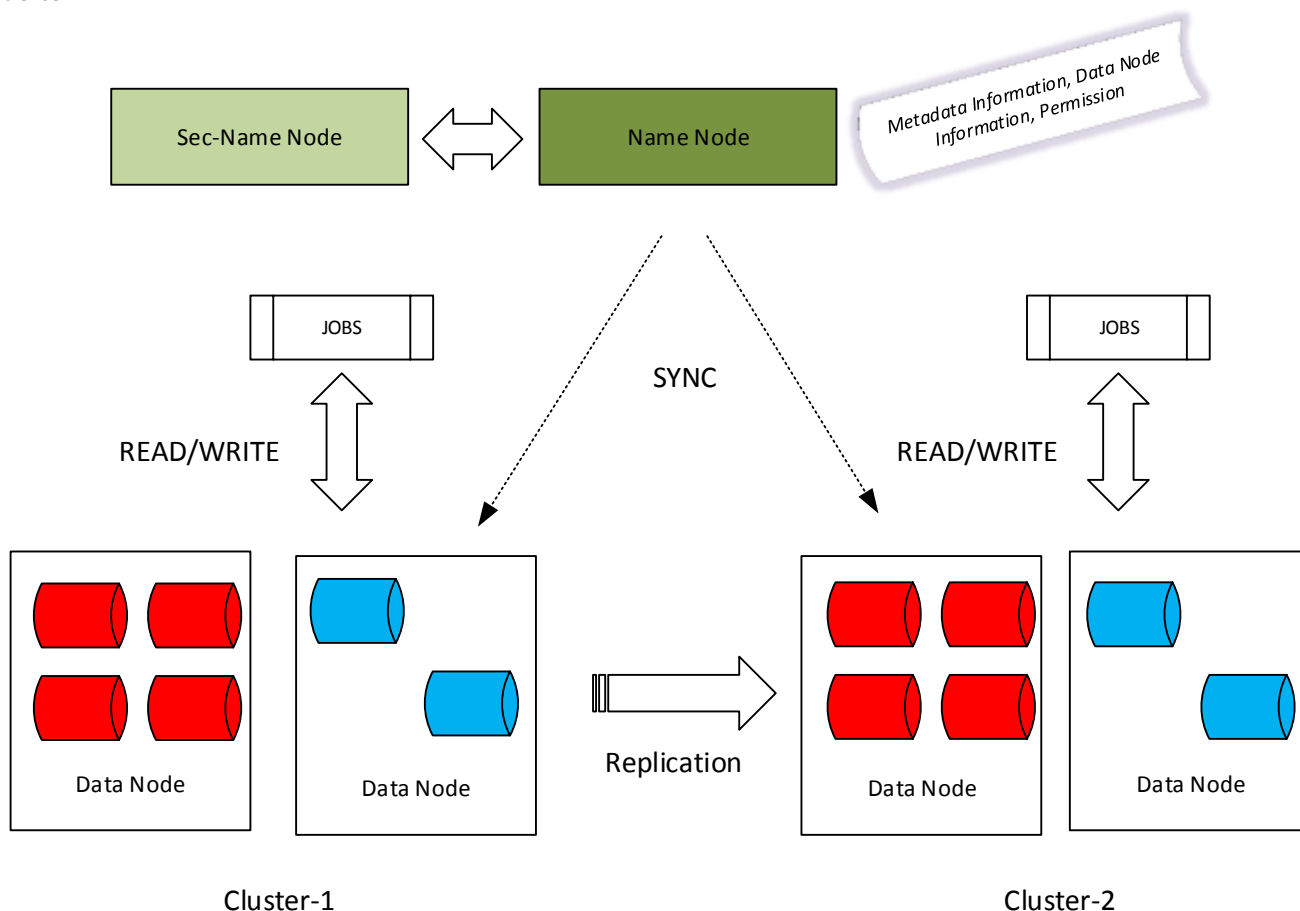 Sec-Name Node
Name Node
Metadata Information, Data Node
Information, Permission
JOBS
JOBS
SYNC
READ/WRITE
READ/WRITE
Data Node
Data Node
Replication
Data Node
Data Node
Cluster-1
Cluster-2